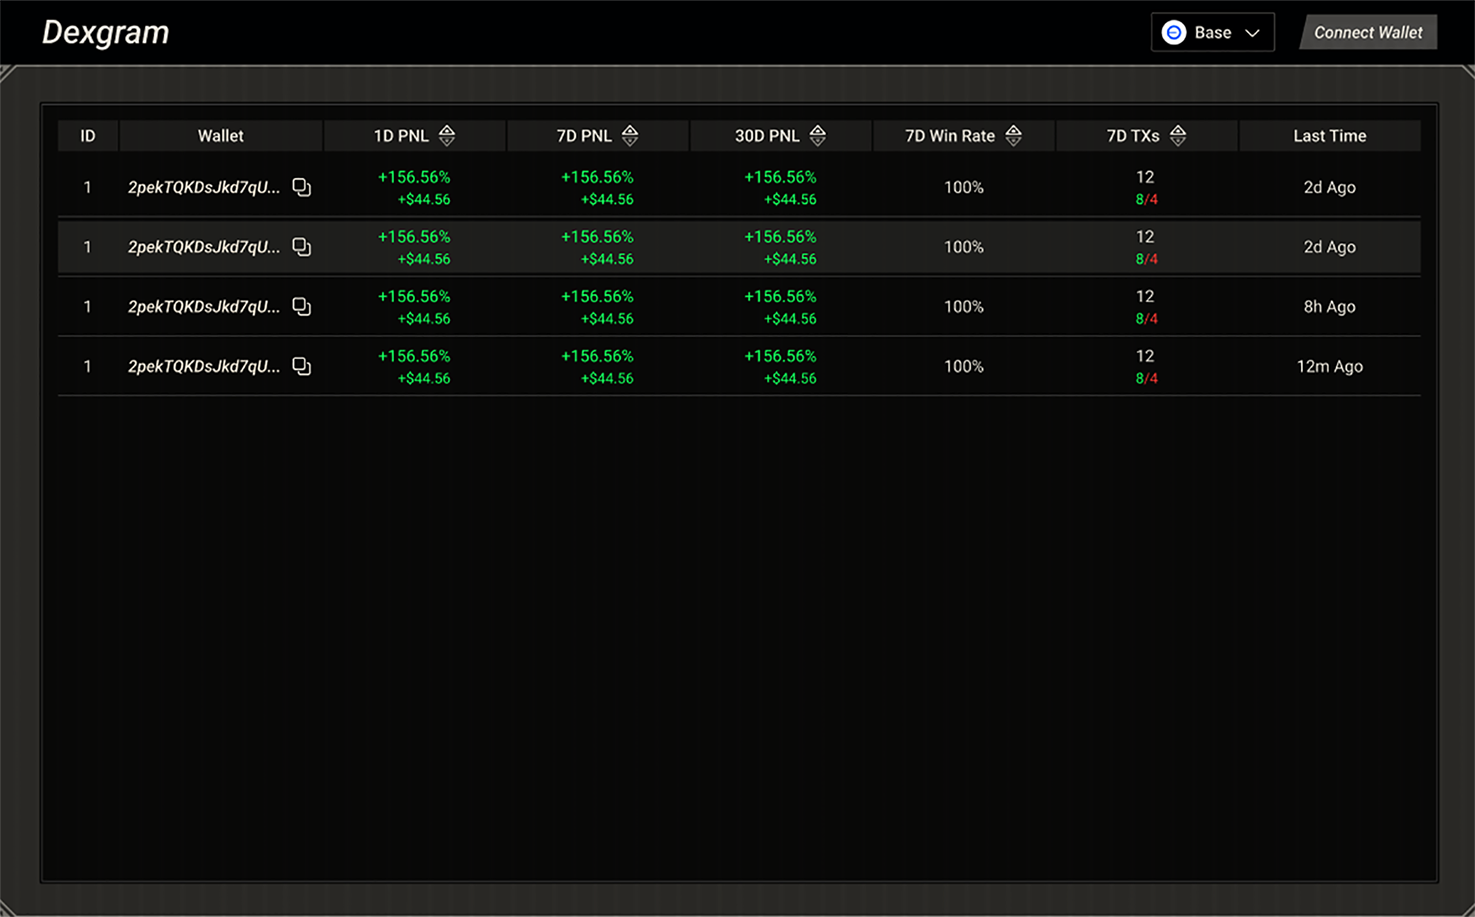 Dexgram
Base
Connect Wallet
ID Wallet 1D PNL 7D PNL 30D PNL 7D Win Rate 7D TXs Last Time
1 2pekTQKDsJkd7qU... +156.56% +156.56% +156.56% 100% 12 2d Ago
+$44.56 +$44.56 +$44.56 8/4
1 2pekTQKDsJkd7qU... +156.56% +156.56% +156.56% 100% 12 2d Ago
+$44.56 +$44.56 +$44.56 8/4
1 2pekTQKDsJkd7qU... +156.56% +156.56% +156.56% 100% 12 8h Ago
+$44.56 +$44.56 +$44.56 8/4
1 2pekTQKDsJkd7qU... +156.56% +156.56% +156.56% 100% 12 12m Ago
+$44.56 +$44.56 +$44.56 8/4